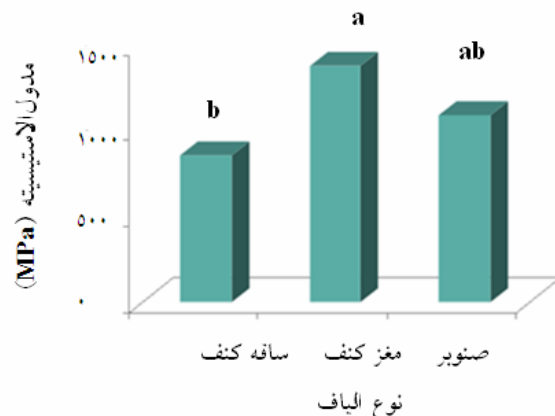 a
ab
b
۱۵۰۰
۱۰۰۰
۵۰۰
۰
مدول الاستیسیته (MPa)
ساقه کنف
مغز کنف
صنوبر
نوع الیاف